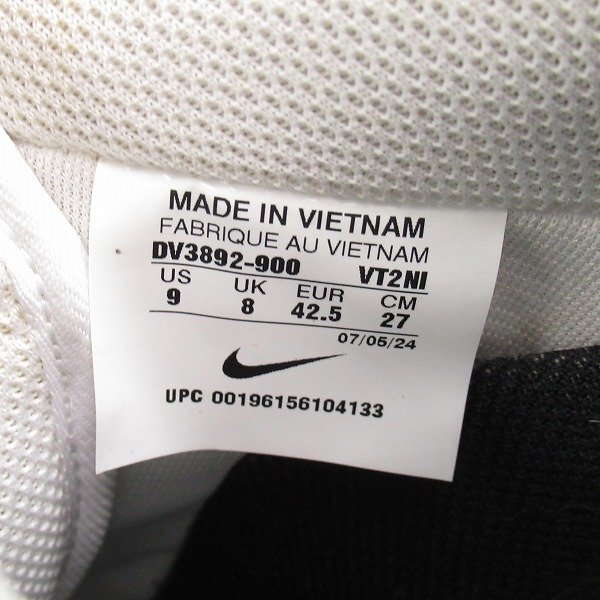 MADE IN VIETNAM
FABRIQUE AU VIETNAM
DV3892-900 VT2NI
US UK EUR CM
9 8 42.5 27
07/05/24
UPC 00196156104133